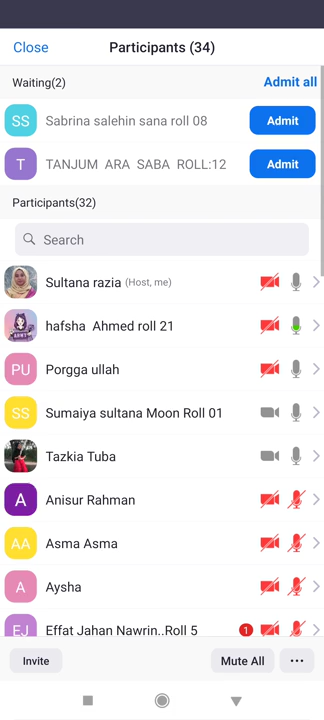 Close
Participants (34)
Waiting(2)
Admit all
SS
Sabrina salehin sana roll 08
Admit
T
TANJUM ARA SABA ROLL:12
Admit
Participants(32)
Search
Sultana razia (Host, me)
hafsha Ahmed roll 21
PU
Porgga ullah
SS
Sumaiya sultana Moon Roll 01
Tazkia Tuba
A
Anisur Rahman
AA
Asma Asma
A
Aysha
EJ
Effat Jahan Nawrin..Roll 5
1
Invite
Mute All